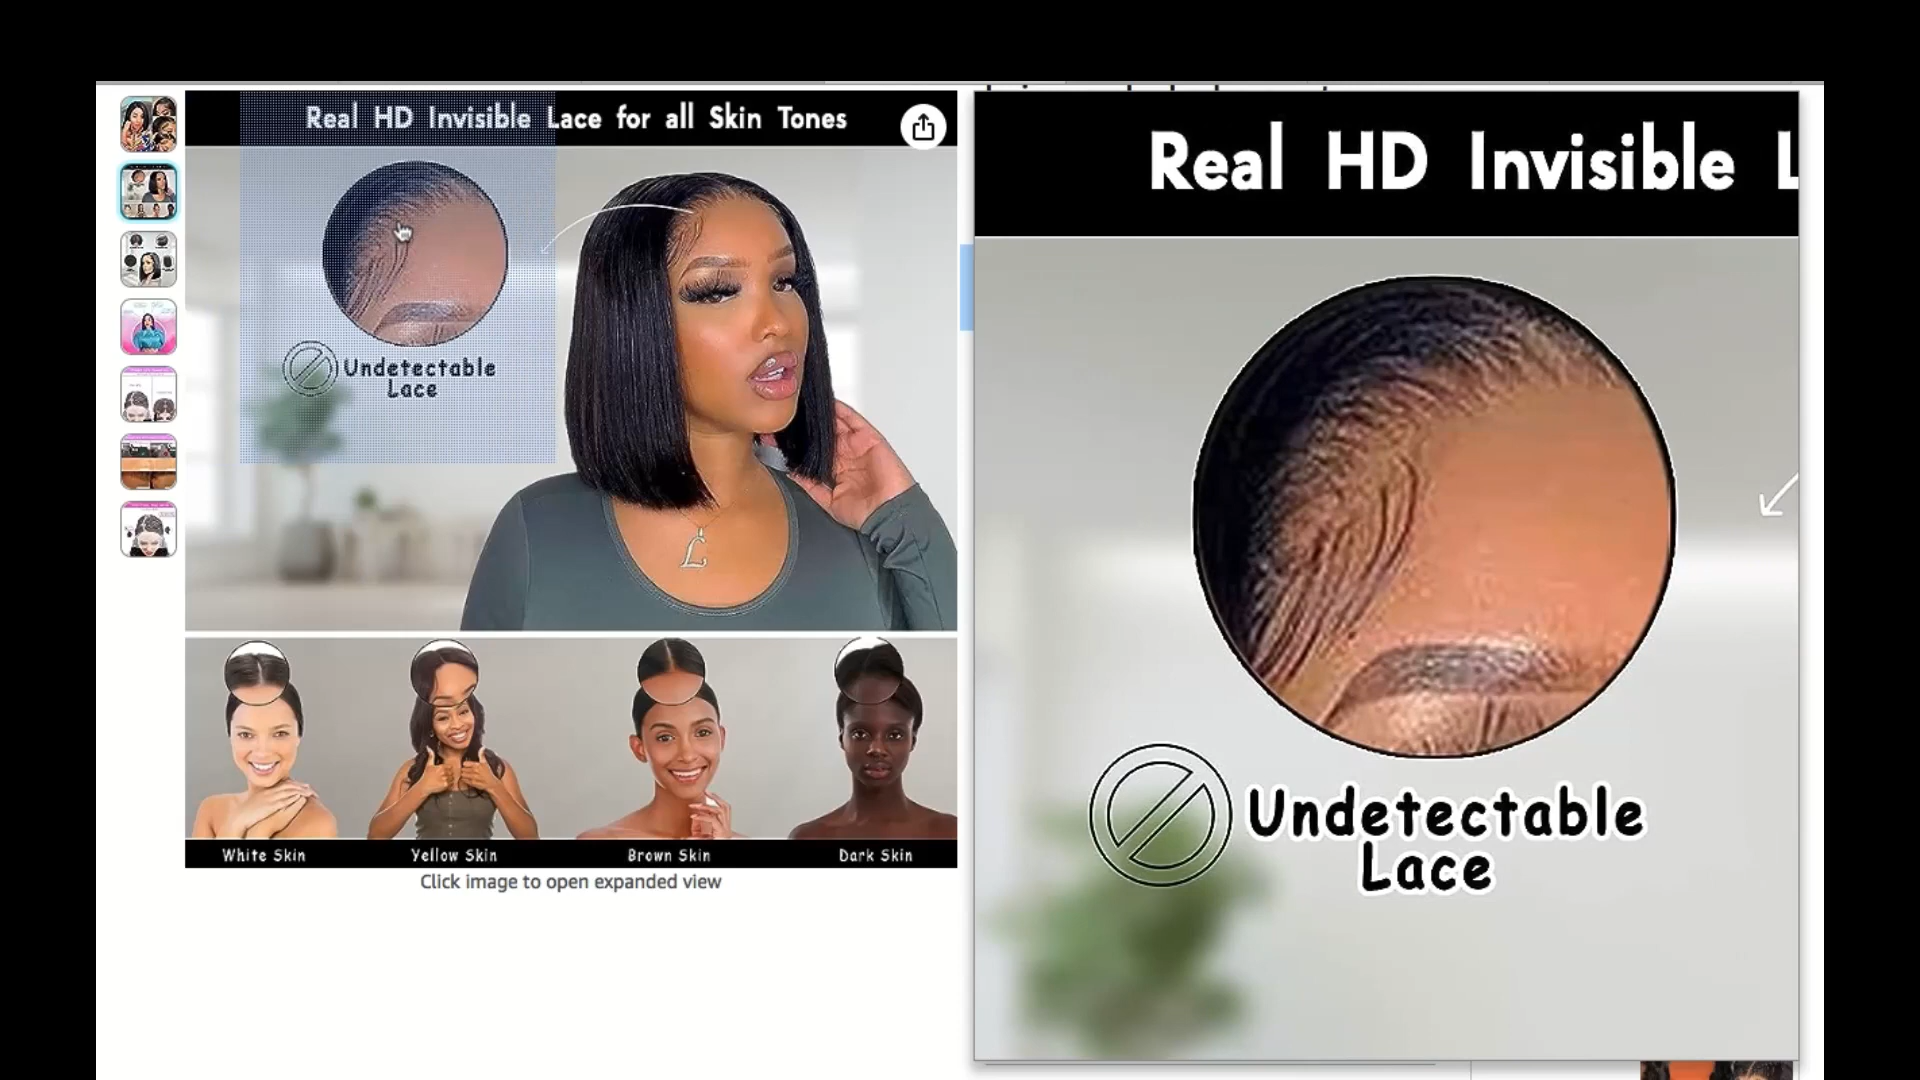 Real HD Invisible Lace for all Skin Tones
Undetectable
Lace
L
White Skin
Yellow Skin
Brown Skin
Dark Skin
Click image to open expanded view
Real HD Invisible L
Undetectable
Lace